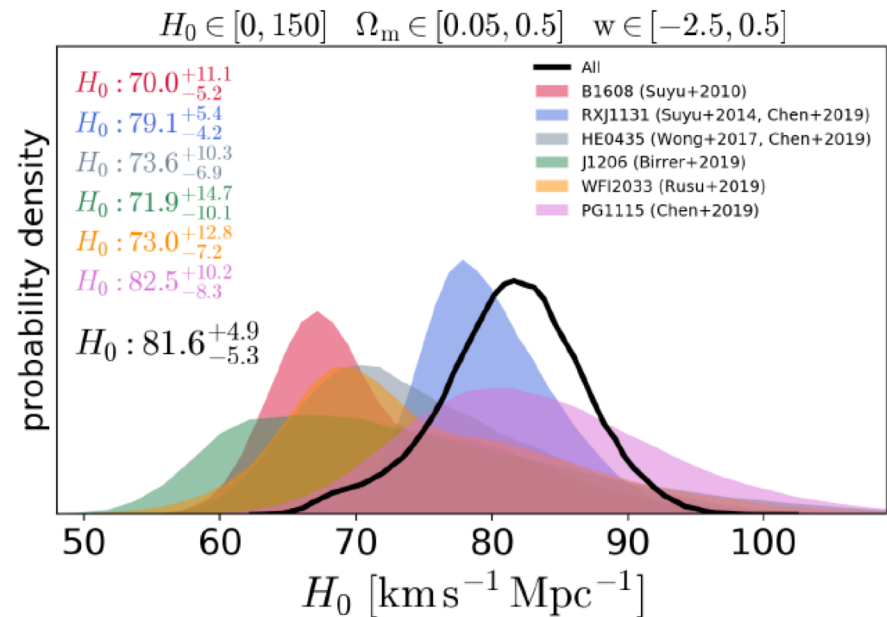 H₀ ∈ [0, 150]   Ωₘ ∈ [0.05, 0.5]   w ∈ [−2.5, 0.5]
H₀ : 70.0 +11.1 −5.2
H₀ : 79.1 +5.4 −4.2
H₀ : 73.6 +10.3 −6.9
H₀ : 71.9 +14.7 −10.1
H₀ : 73.0 +12.8 −7.2
H₀ : 82.5 +10.2 −8.3
H₀ : 81.6 +4.9 −5.3
All
B1608 (Suyu+2010)
RXJ1131 (Suyu+2014, Chen+2019)
HE0435 (Wong+2017, Chen+2019)
J1206 (Birrer+2019)
WFI2033 (Rusu+2019)
PG1115 (Chen+2019)
probability density
50 60 70 80 90 100
H₀ [km s⁻¹ Mpc⁻¹]